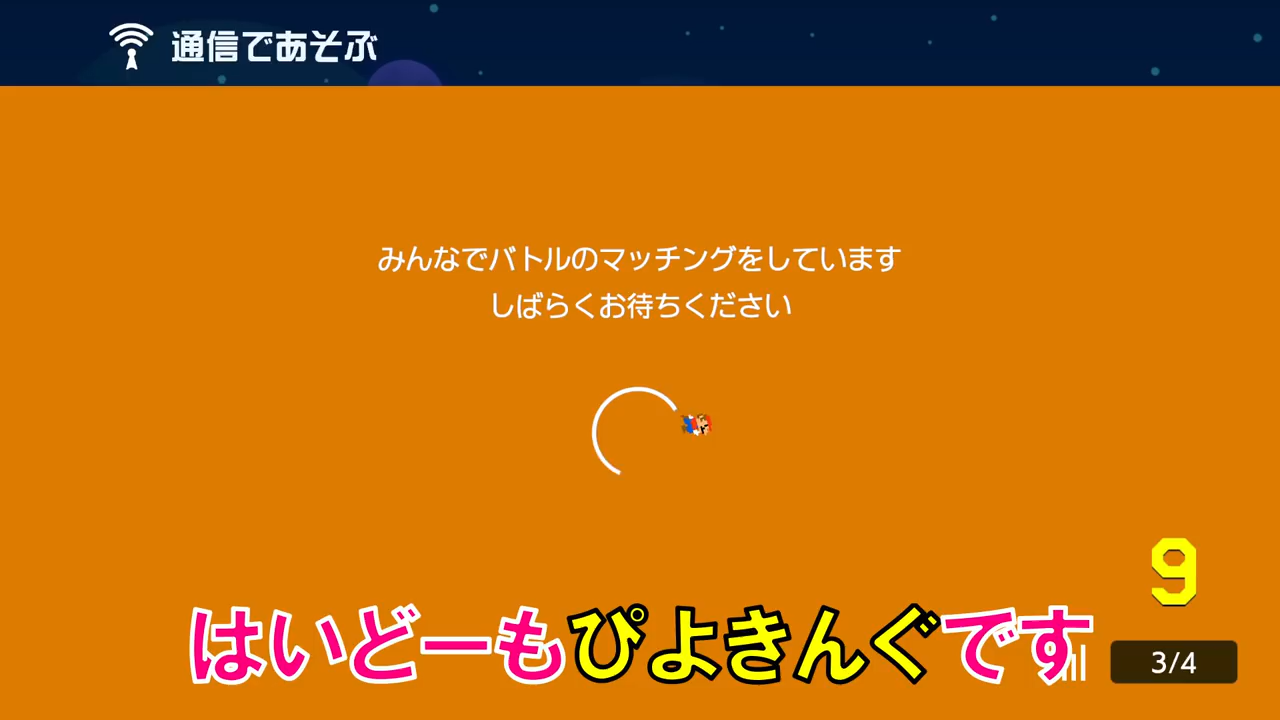 通信であそぶ
みんなでバトルのマッチングをしています
しばらくお待ちください
9
はいどーもぴよきんぐです
3/4